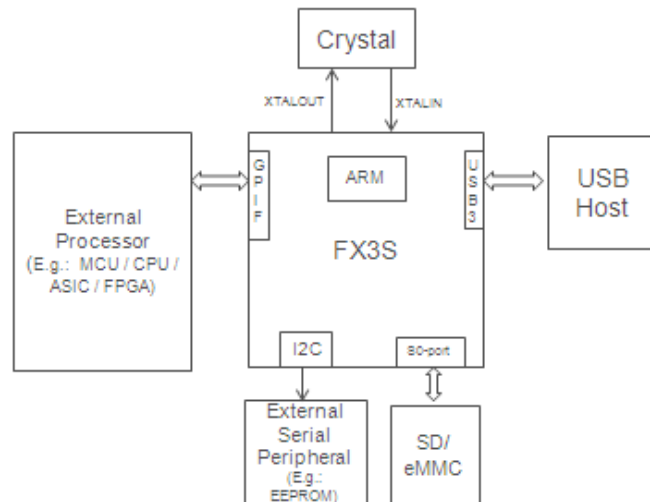 Crystal
XTALOUT
XTALIN
GPIF
ARM
USB3
FX3S
External
Processor
(E.g.: MCU / CPU /
ASIC / FPGA)
USB
Host
I2C
S0-port
External
Serial
Peripheral
(E.g.:
EEPROM)
SD/
eMMC